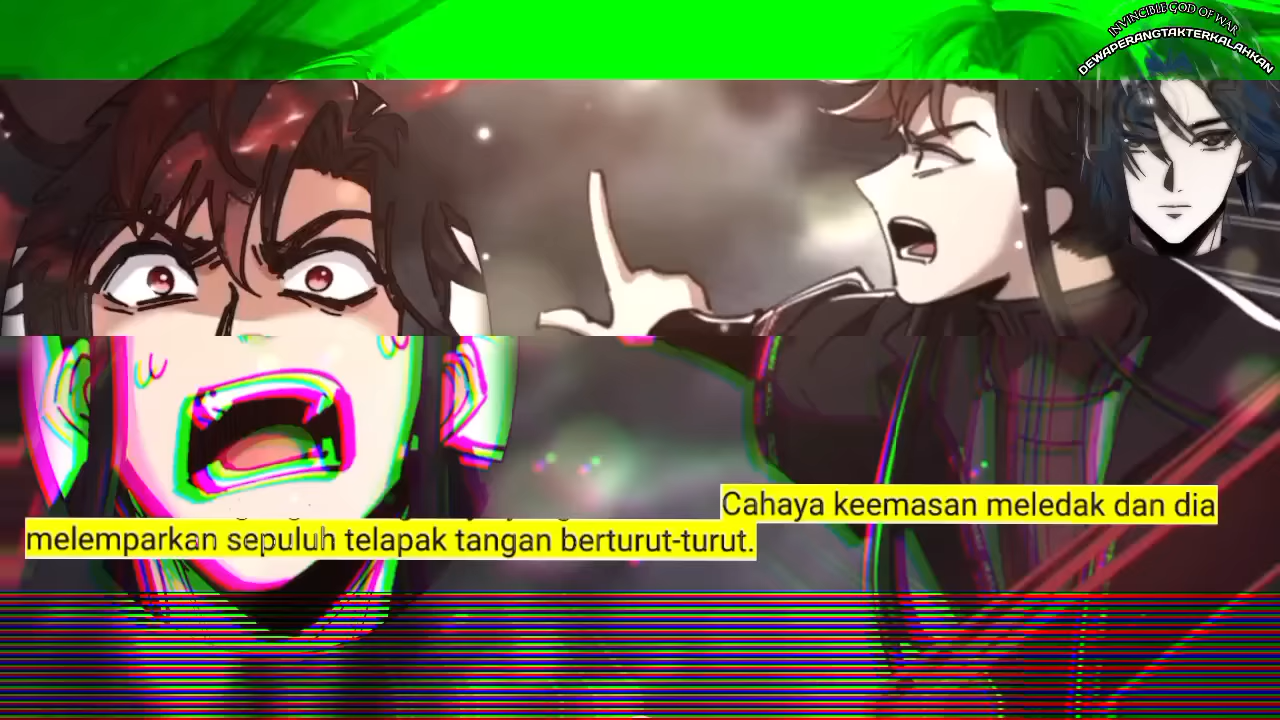 INVINCIBLE GOD OF WAR
DEWAPERANGTAKTERKALAHKAN
Cahaya keemasan meledak dan dia
melemparkan sepuluh telapak tangan berturut-turut.